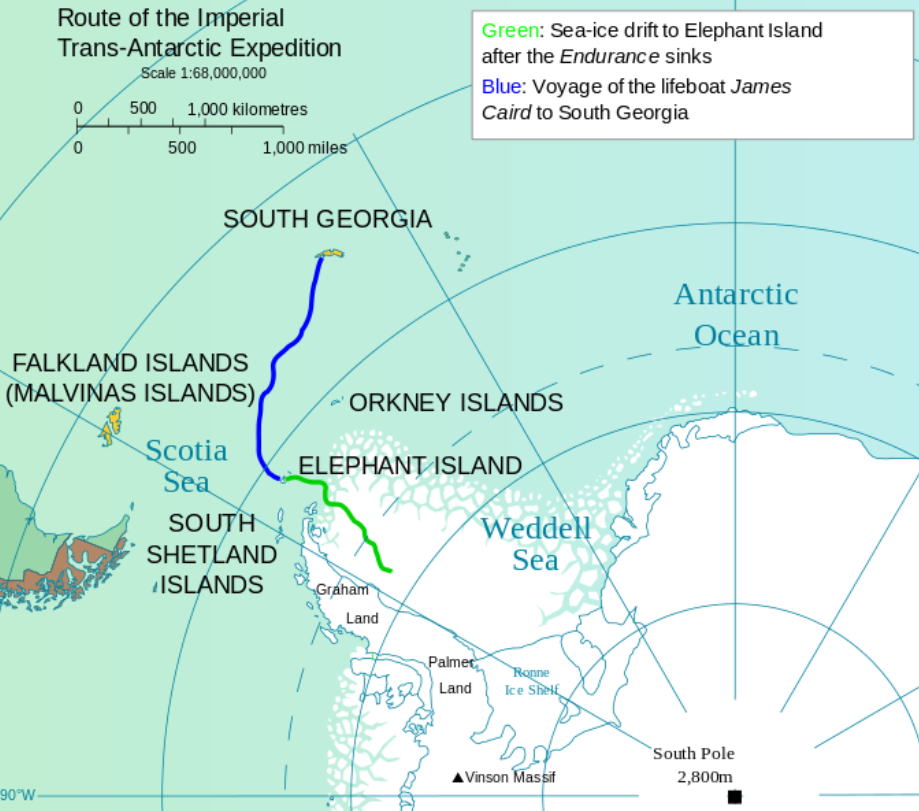 Route of the Imperial
Trans-Antarctic Expedition
Scale 1:68,000,000
0 500 1,000 kilometres
0 500 1,000 miles
Green: Sea-ice drift to Elephant Island
after the Endurance sinks
Blue: Voyage of the lifeboat James
Caird to South Georgia
SOUTH GEORGIA
Antarctic
Ocean
FALKLAND ISLANDS
(MALVINAS ISLANDS)
ORKNEY ISLANDS
Scotia
Sea
ELEPHANT ISLAND
SOUTH
SHETLAND
ISLANDS
Weddell
Sea
Graham
Land
Palmer
Land
Ronne
Ice Shelf
South Pole
2,800m
Vinson Massif
90°W